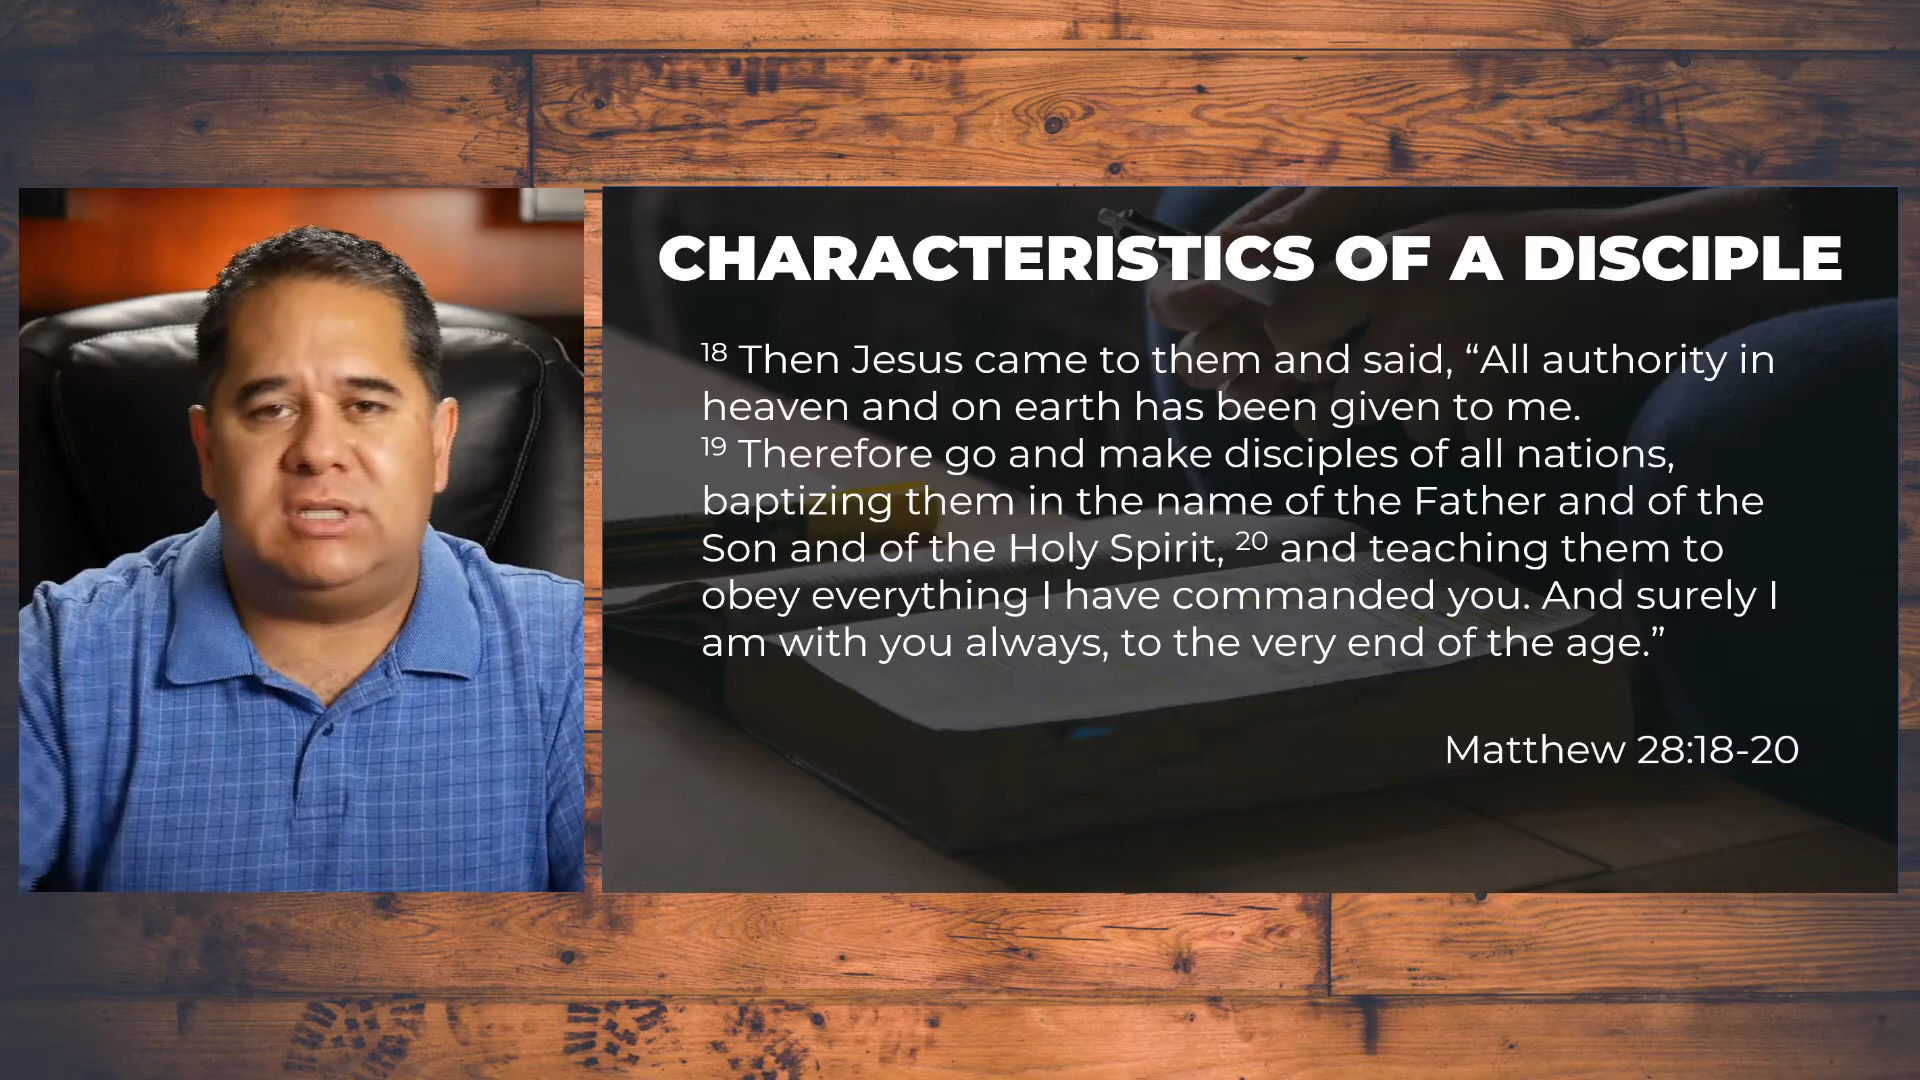 CHARACTERISTICS OF A DISCIPLE
18 Then Jesus came to them and said, “All authority in
heaven and on earth has been given to me.
19 Therefore go and make disciples of all nations,
baptizing them in the name of the Father and of the
Son and of the Holy Spirit, 20 and teaching them to
obey everything I have commanded you. And surely I
am with you always, to the very end of the age.”
Matthew 28:18-20